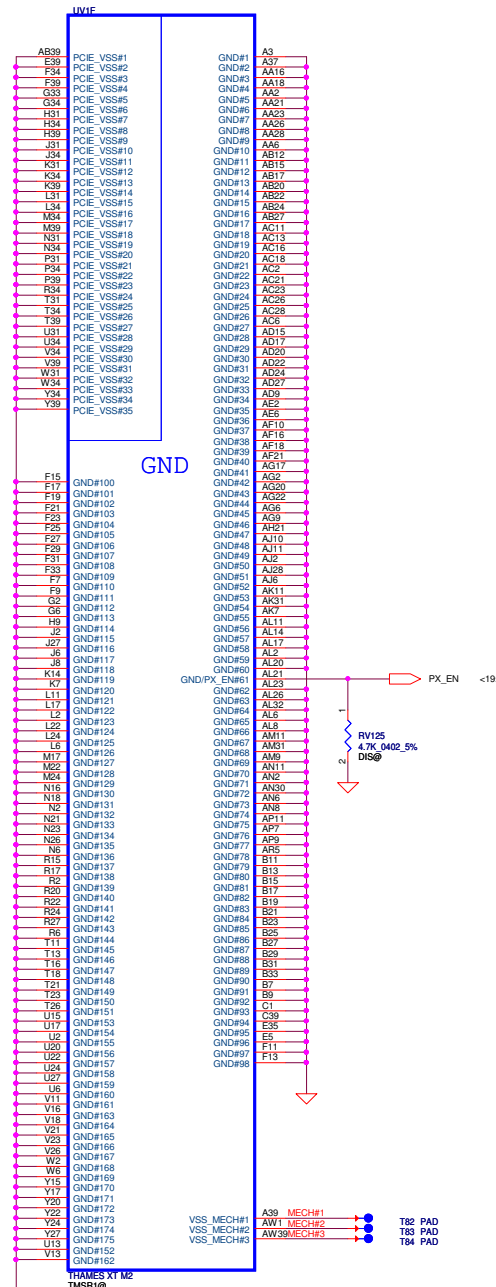 UV1F
AB39 PCIE_VSS#1
E39 PCIE_VSS#2
F34 PCIE_VSS#3
F39 PCIE_VSS#4
G33 PCIE_VSS#5
G34 PCIE_VSS#6
H31 PCIE_VSS#7
H34 PCIE_VSS#8
H39 PCIE_VSS#9
J31 PCIE_VSS#10
J34 PCIE_VSS#11
K31 PCIE_VSS#12
K34 PCIE_VSS#13
K39 PCIE_VSS#14
L31 PCIE_VSS#15
L34 PCIE_VSS#16
M34 PCIE_VSS#17
M39 PCIE_VSS#18
N31 PCIE_VSS#19
N34 PCIE_VSS#20
P31 PCIE_VSS#21
P34 PCIE_VSS#22
P39 PCIE_VSS#23
R34 PCIE_VSS#24
T31 PCIE_VSS#25
T34 PCIE_VSS#26
T39 PCIE_VSS#27
U31 PCIE_VSS#28
U34 PCIE_VSS#29
V34 PCIE_VSS#30
V39 PCIE_VSS#31
W31 PCIE_VSS#32
W34 PCIE_VSS#33
Y34 PCIE_VSS#34
Y39 PCIE_VSS#35
GND
F15 GND#100
F17 GND#101
F19 GND#102
F21 GND#103
F23 GND#104
F25 GND#105
F27 GND#106
F29 GND#107
F31 GND#108
F33 GND#109
F7 GND#110
F9 GND#111
G2 GND#112
G6 GND#113
H9 GND#114
J2 GND#115
J27 GND#116
J6 GND#117
J8 GND#118
K14 GND#119
K7 GND#120
L11 GND#121
L17 GND#122
L2 GND#123
L22 GND#124
L24 GND#125
L6 GND#126
M17 GND#127
M22 GND#128
M24 GND#129
N16 GND#130
N18 GND#131
N2 GND#132
N21 GND#133
N23 GND#134
N26 GND#135
N6 GND#136
R15 GND#137
R17 GND#138
R2 GND#139
R20 GND#140
R22 GND#141
R24 GND#142
R27 GND#143
R6 GND#144
T11 GND#145
T13 GND#146
T16 GND#147
T18 GND#148
T21 GND#149
T23 GND#150
T26 GND#151
U15 GND#153
U17 GND#154
U2 GND#155
U20 GND#156
U22 GND#157
U24 GND#158
U27 GND#159
U6 GND#160
V11 GND#161
V16 GND#163
V18 GND#164
V21 GND#165
V23 GND#166
V26 GND#167
W2 GND#168
W6 GND#169
Y15 GND#170
Y17 GND#171
Y20 GND#172
Y22 GND#173
Y24 GND#174
Y27 GND#175
U13 GND#152
V13 GND#162
GND#1 A3
GND#2 A37
GND#3 AA16
GND#4 AA18
GND#5 AA2
GND#6 AA21
GND#7 AA23
GND#8 AA26
GND#9 AA28
GND#10 AA6
GND#11 AB12
GND#12 AB15
GND#13 AB17
GND#14 AB20
GND#15 AB22
GND#16 AB24
GND#17 AB27
GND#18 AC11
GND#19 AC13
GND#20 AC16
GND#21 AC18
GND#22 AC2
GND#23 AC21
GND#24 AC23
GND#25 AC26
GND#26 AC28
GND#27 AC6
GND#28 AD15
GND#29 AD17
GND#30 AD20
GND#31 AD22
GND#32 AD24
GND#33 AD27
GND#34 AD9
GND#35 AE2
GND#36 AE6
GND#37 AF10
GND#38 AF16
GND#39 AF18
GND#40 AF21
GND#41 AG17
GND#42 AG2
GND#43 AG20
GND#44 AG22
GND#45 AG6
GND#46 AG9
GND#47 AH21
GND#48 AJ10
GND#49 AJ11
GND#50 AJ2
GND#51 AJ28
GND#52 AJ6
GND#53 AK11
GND#54 AK31
GND#55 AK7
GND#56 AL11
GND#57 AL14
GND#58 AL17
GND#59 AL2
GND#60 AL20
GND/PX_EN#61 AL21
GND#62 AL23
GND#63 AL26
GND#64 AL32
GND#65 AL6
GND#66 AL8
GND#67 AM11
GND#68 AM31
GND#69 AM9
GND#70 AN11
GND#71 AN2
GND#72 AN30
GND#73 AN6
GND#74 AN8
GND#75 AP11
GND#76 AP7
GND#77 AP9
GND#78 AR5
GND#79 B11
GND#80 B13
GND#81 B15
GND#82 B17
GND#83 B19
GND#84 B21
GND#85 B23
GND#86 B25
GND#87 B27
GND#88 B29
GND#89 B31
GND#90 B33
GND#91 B7
GND#92 B9
GND#93 C1
GND#94 C39
GND#95 E35
GND#96 E5
GND#97 F11
GND#98 F13
PX_EN <19
1
RV125
4.7K_0402_5%
DIS@
2
VSS_MECH#1 A39 MECH#1 T82 PAD
VSS_MECH#2 AW1 MECH#2 T83 PAD
VSS_MECH#3 AW39 MECH#3 T84 PAD
THAMES XT M2
TMSR1@